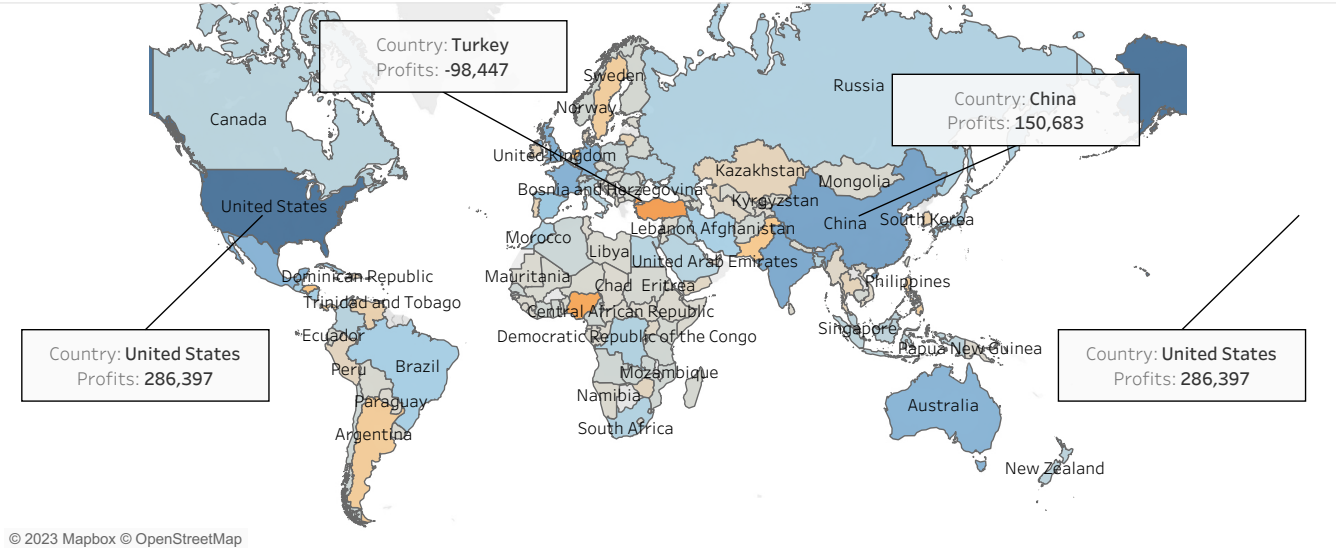 Country: Turkey
Profits: -98,447
Sweden
Russia
Country: China
Profits: 150,683
Norway
Canada
United Kingdom
Kazakhstan
Mongolia
Bosnia and Herzegovina
Kyrgyzstan
United States
China
South Korea
Lebanon
Afghanistan
Morocco
Libya
United Arab Emirates
Dominican Republic
Mauritania
Chad
Eritrea
Philippines
Trinidad and Tobago
Central African Republic
Ecuador
Democratic Republic of the Congo
Singapore
Papua New Guinea
Country: United States
Profits: 286,397
Country: United States
Profits: 286,397
Peru
Brazil
Mozambique
Paraguay
Namibia
Australia
Argentina
South Africa
New Zealand
© 2023 Mapbox © OpenStreetMap